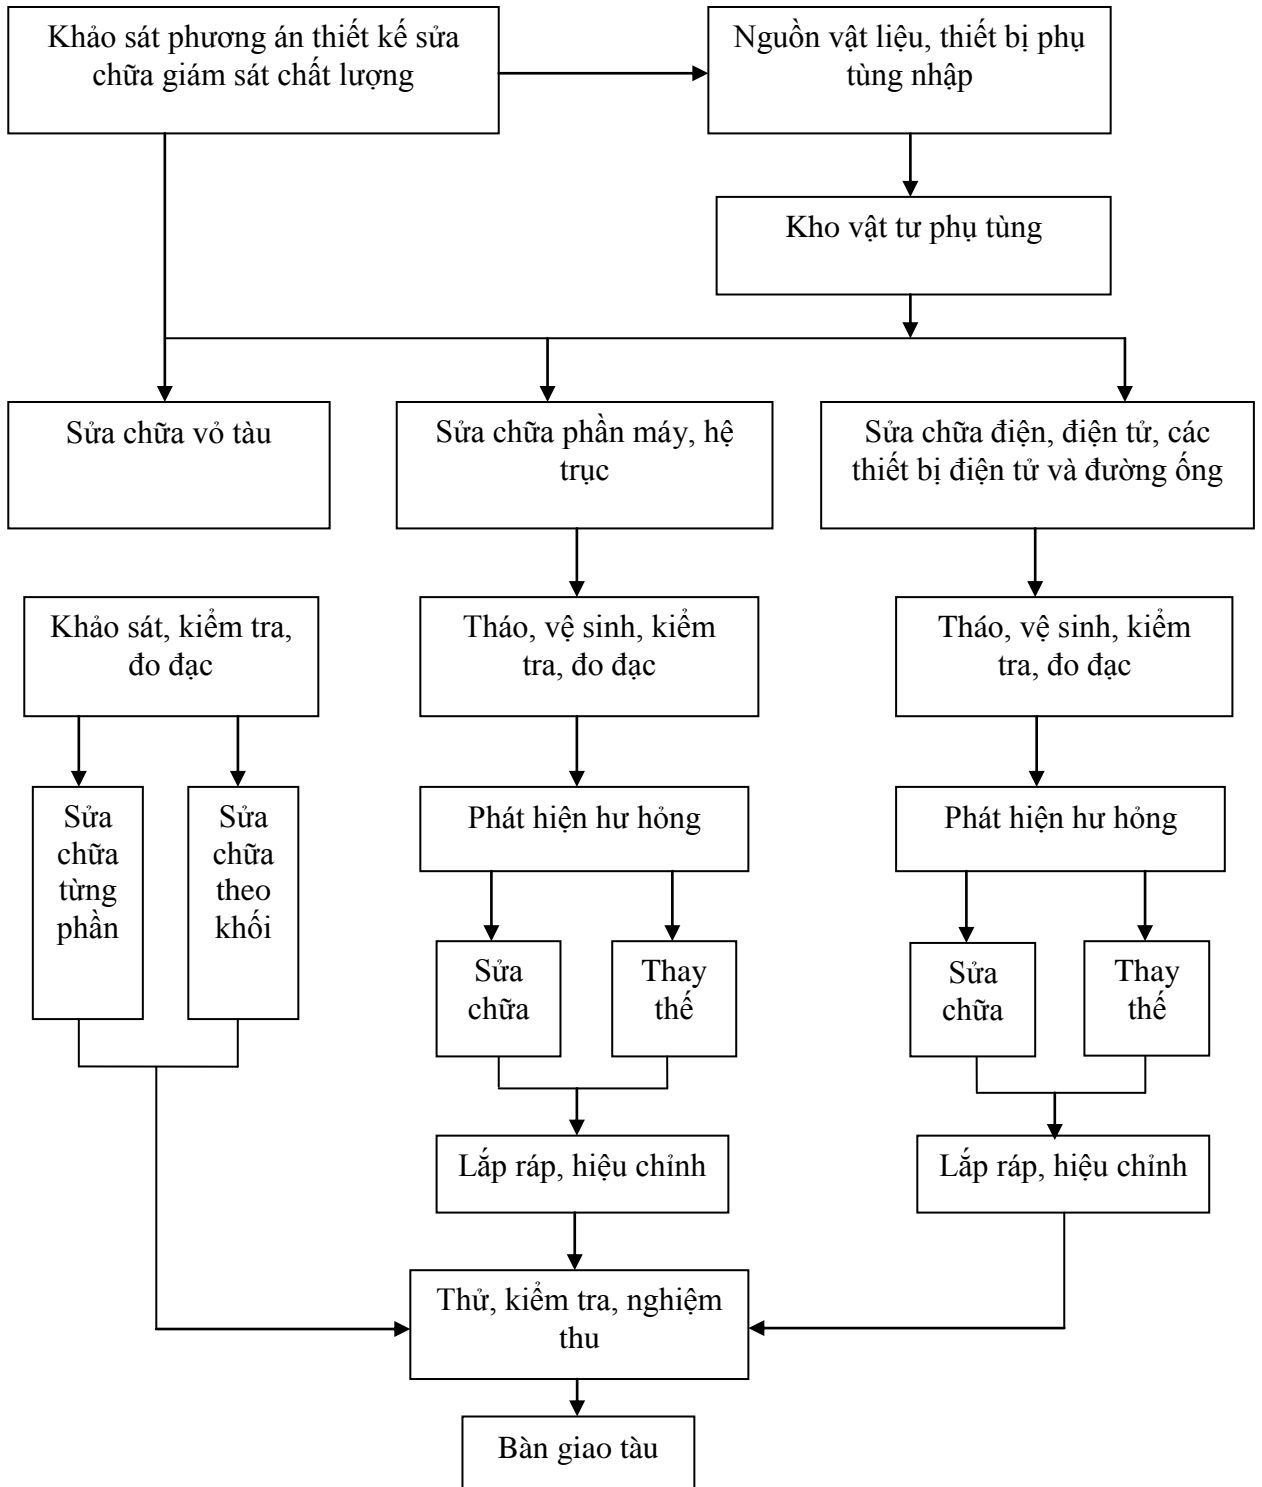 Khảo sát phương án thiết kế sửa
chữa giám sát chất lượng
Nguồn vật liệu, thiết bị phụ
tùng nhập
Kho vật tư phụ tùng
Sửa chữa vỏ tàu
Sửa chữa phần máy, hệ
trục
Sửa chữa điện, điện tử, các
thiết bị điện tử và đường ống
Khảo sát, kiểm tra,
đo đạc
Tháo, vệ sinh, kiểm
tra, đo đạc
Tháo, vệ sinh, kiểm
tra, đo đạc
Sửa
chữa
từng
phần
Sửa
chữa
theo
khối
Phát hiện hư hỏng
Phát hiện hư hỏng
Sửa
chữa
Thay
thế
Sửa
chữa
Thay
thế
Lắp ráp, hiệu chỉnh
Lắp ráp, hiệu chỉnh
Thử, kiểm tra, nghiệm
thu
Bàn giao tàu